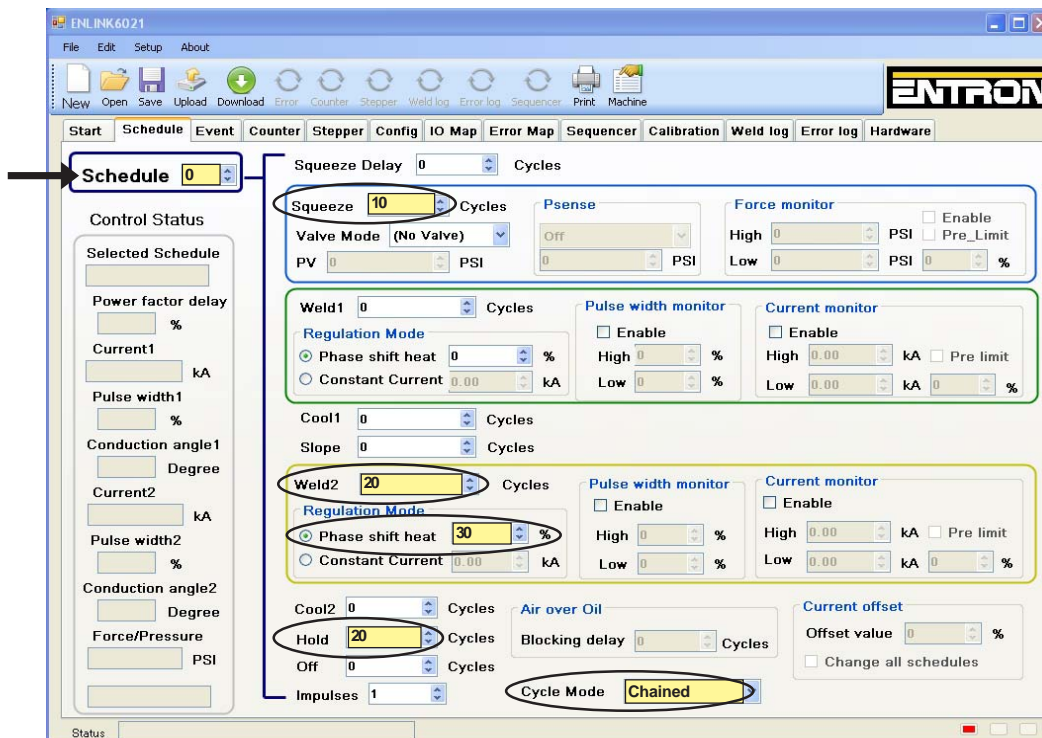 ENLINK6021
File Edit Setup About
New Open Save Upload Download Error Counter Stepper Weld log Error log Sequencer Print Machine
ENTRON
Start Schedule Event Counter Stepper Config IO Map Error Map Sequencer Calibration Weld log Error log Hardware
Schedule 0
Squeeze Delay 0 Cycles
Squeeze 10 Cycles
Valve Mode (No Valve)
PV 0 PSI
Psense
Off
0 PSI
Force monitor
Enable
High 0 PSI Pre_Limit
Low 0 PSI 0 %
Control Status
Selected Schedule
Power factor delay
%
Current1
kA
Pulse width1
%
Conduction angle1
Degree
Current2
kA
Pulse width2
%
Conduction angle2
Degree
Force/Pressure
PSI
Weld1 0 Cycles
Regulation Mode
Phase shift heat 0 %
Constant Current 0.00 kA
Pulse width monitor
Enable
High 0 %
Low 0 %
Current monitor
Enable
High 0.00 kA Pre limit
Low 0.00 kA 0 %
Cool1 0 Cycles
Slope 0 Cycles
Weld2 20 Cycles
Regulation Mode
Phase shift heat 30 %
Constant Current 0.00 kA
Pulse width monitor
Enable
High 0 %
Low 0 %
Current monitor
Enable
High 0.00 kA Pre limit
Low 0.00 kA 0 %
Cool2 0 Cycles
Hold 20 Cycles
Off 0 Cycles
Impulses 1
Air over Oil
Blocking delay 0 Cycles
Cycle Mode Chained
Current offset
Offset value 0 %
Change all schedules
Status